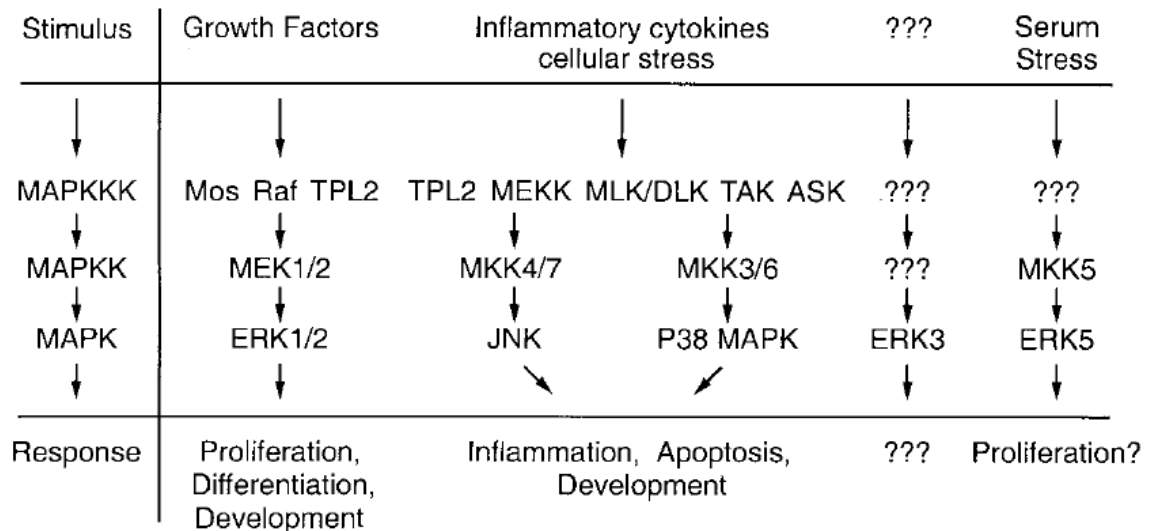 Stimulus Growth Factors Inflammatory cytokines ??? Serum
cellular stress Stress
MAPKKK Mos Raf TPL2 TPL2 MEKK MLK/DLK TAK ASK ??? ???
MAPKK MEK1/2 MKK4/7 MKK3/6 ??? MKK5
MAPK ERK1/2 JNK P38 MAPK ERK3 ERK5
Response Proliferation, Inflammation, Apoptosis, ??? Proliferation?
Differentiation, Development
Development